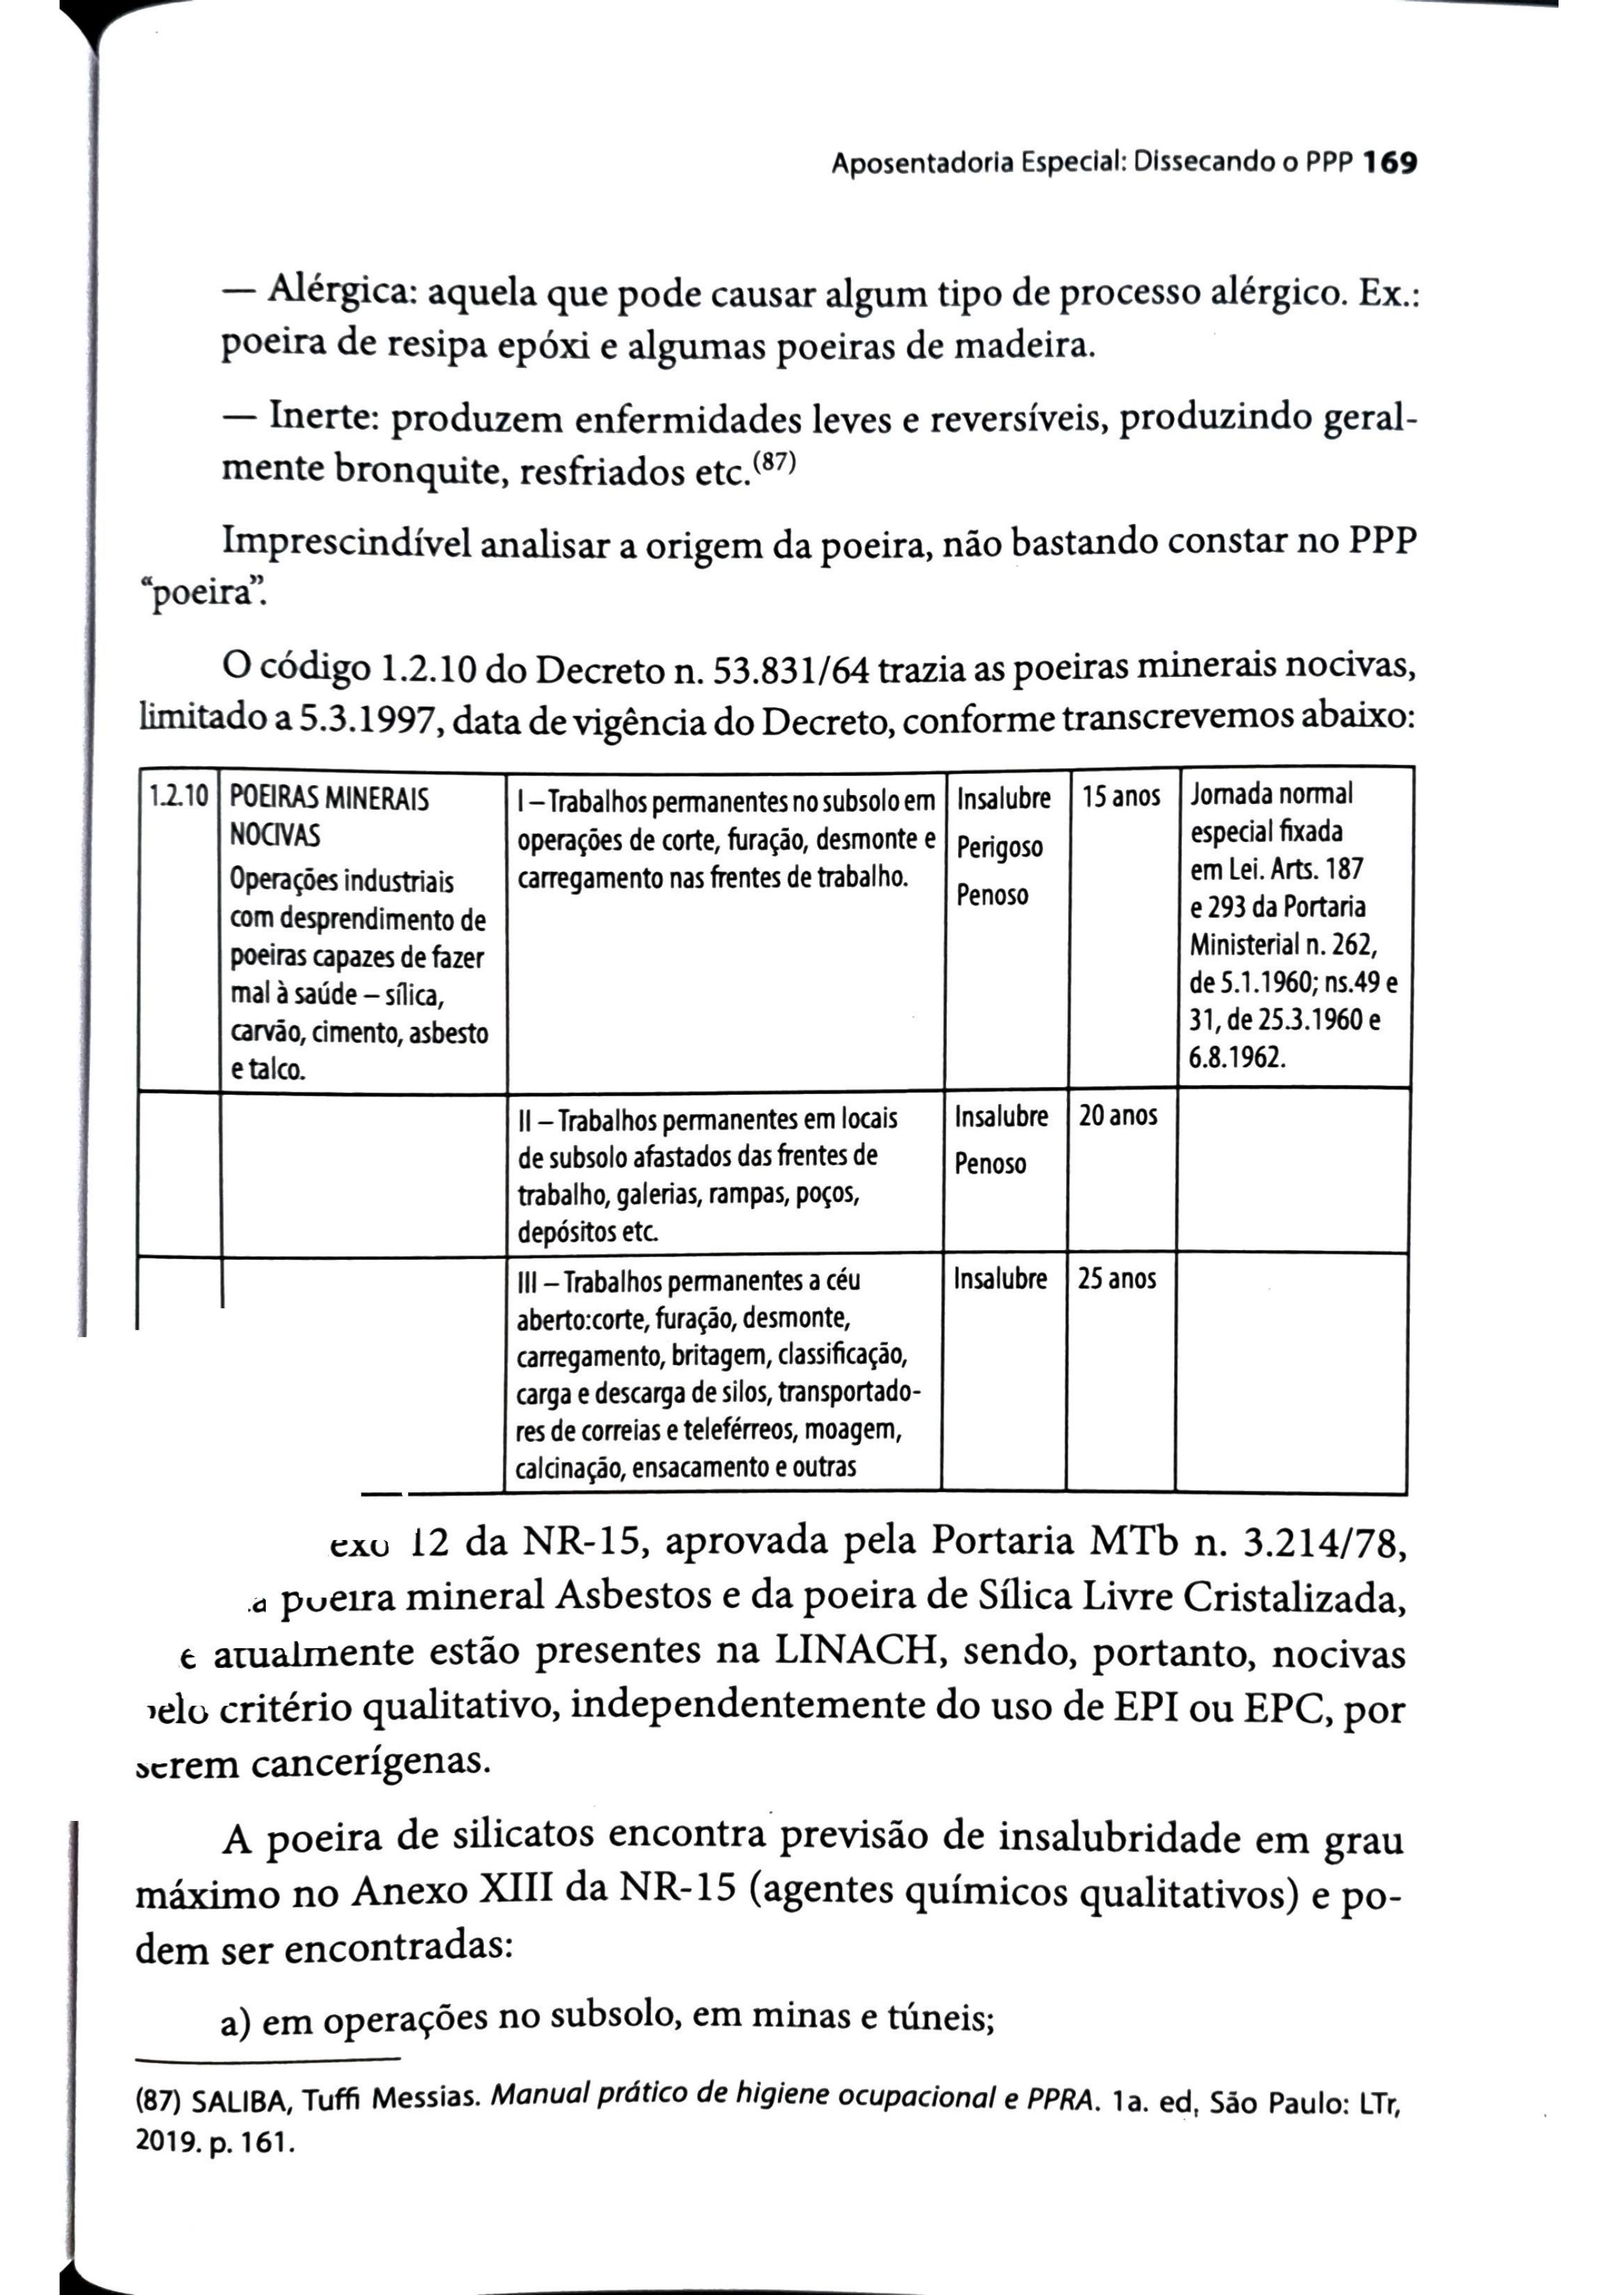 Aposentadoria Especial: Dissecando o PPP 169
— Alérgica: aquela que pode causar algum tipo de processo alérgico. Ex.:
poeira de resipa epóxi e algumas poeiras de madeira.
— Inerte: produzem enfermidades leves e reversíveis, produzindo geral-
mente bronquite, resfriados etc.(87)
Imprescindível analisar a origem da poeira, não bastando constar no PPP
“poeira”.
O código 1.2.10 do Decreto n. 53.831/64 trazia as poeiras minerais nocivas,
limitado a 5.3.1997, data de vigência do Decreto, conforme transcrevemos abaixo:
1.2.10
POEIRAS MINERAIS
NOCIVAS
Operações industriais
com desprendimento de
poeiras capazes de fazer
mal à saúde – sílica,
carvão, cimento, asbesto
e talco.
I – Trabalhos permanentes no subsolo em
operações de corte, furação, desmonte e
carregamento nas frentes de trabalho.
Insalubre
Perigoso
Penoso
15 anos
Jornada normal
especial fixada
em Lei. Arts. 187
e 293 da Portaria
Ministerial n. 262,
de 5.1.1960; ns.49 e
31, de 25.3.1960 e
6.8.1962.
II – Trabalhos permanentes em locais
de subsolo afastados das frentes de
trabalho, galerias, rampas, poços,
depósitos etc.
Insalubre
Penoso
20 anos
III – Trabalhos permanentes a céu
aberto:corte, furação, desmonte,
carregamento, britagem, classificação,
carga e descarga de silos, transportado-
res de correias e teleférreos, moagem,
calcinação, ensacamento e outras
Insalubre
25 anos
12 da NR-15, aprovada pela Portaria MTb n. 3.214/78,
poeira mineral Asbestos e da poeira de Sílica Livre Cristalizada,
atualmente estão presentes na LINACH, sendo, portanto, nocivas
critério qualitativo, independentemente do uso de EPI ou EPC, por
serem cancerígenas.
A poeira de silicatos encontra previsão de insalubridade em grau
máximo no Anexo XIII da NR-15 (agentes químicos qualitativos) e po-
dem ser encontradas:
a) em operações no subsolo, em minas e túneis;
(87) SALIBA, Tuffi Messias. Manual prático de higiene ocupacional e PPRA. 1a. ed, São Paulo: LTr,
2019. p. 161.